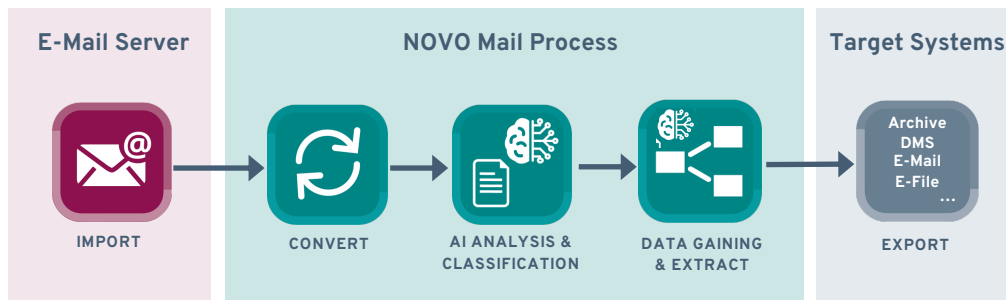 E-Mail Server
NOVO Mail Process
Target Systems
@
Archive
DMS
E-Mail
E-File
...
IMPORT
CONVERT
AI ANALYSIS &
CLASSIFICATION
DATA GAINING
& EXTRACT
EXPORT